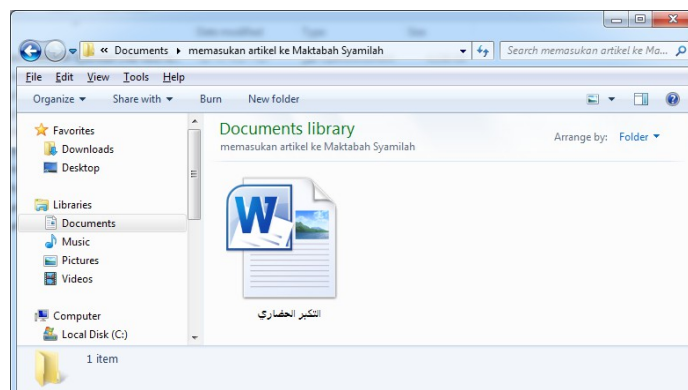 « Documents ▸ memasukan artikel ke Maktabah Syamilah
Search memasukan artikel ke Ma...
File Edit View Tools Help
Organize Share with Burn New folder
Favorites
Downloads
Desktop
Libraries
Documents
Music
Pictures
Videos
Computer
Local Disk (C:)
Documents library
memasukan artikel ke Maktabah Syamilah
Arrange by: Folder
W
التكبر الحضاري
1 item